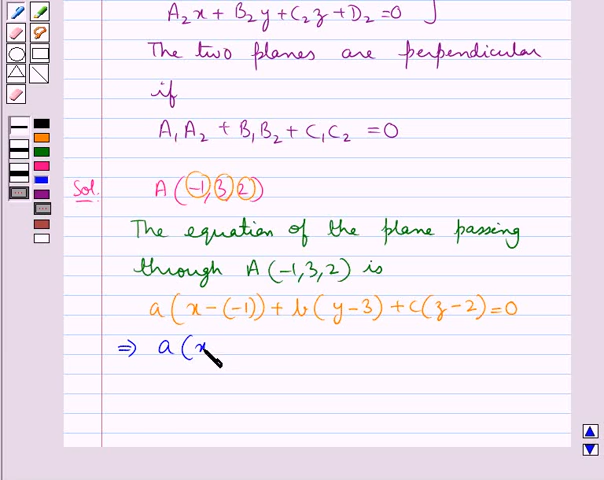 A₂x + B₂y + C₂z + D₂ = 0 }
The two planes are perpendicular
if
A₁A₂ + B₁B₂ + C₁C₂ = 0
Sol. A(-1,3,2)
The equation of the plane passing
through A(-1,3,2) is
a(x-(-1)) + b(y-3) + c(z-2) = 0
⇒ a(x